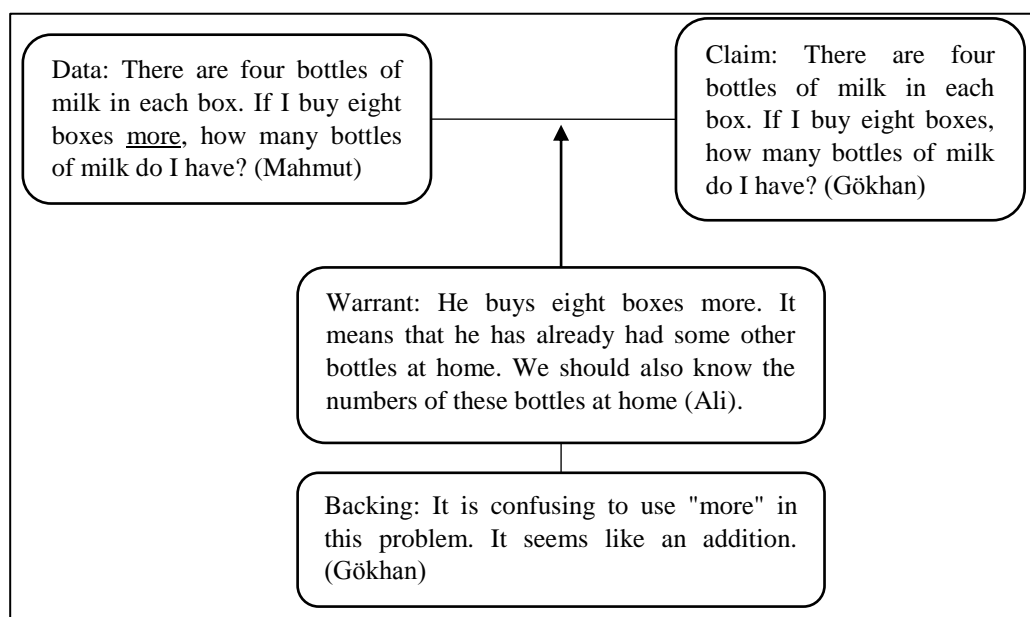 Data: There are four bottles of
milk in each box. If I buy eight
boxes more, how many bottles
of milk do I have? (Mahmut)
Claim: There are four
bottles of milk in each
box. If I buy eight boxes,
how many bottles of milk
do I have? (Gökhan)
Warrant: He buys eight boxes more. It
means that he has already had some other
bottles at home. We should also know the
numbers of these bottles at home (Ali).
Backing: It is confusing to use "more" in
this problem. It seems like an addition.
(Gökhan)